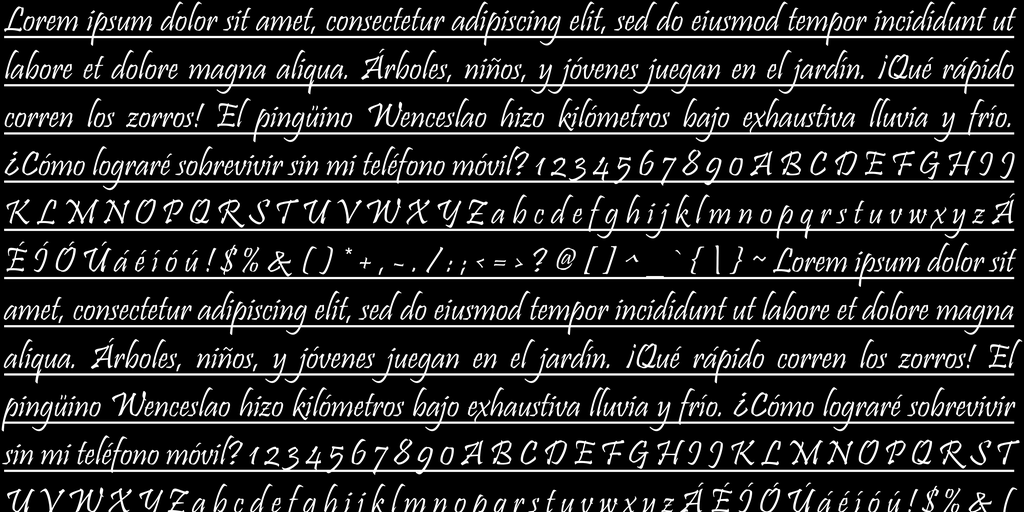 Lorem ipsum dolor sit amet, consectetur adipiscing elit, sed do eiusmod tempor incididunt ut
labore et dolore magna aliqua. Árboles, niños, y jóvenes juegan en el jardín. ¡Qué rápido
corren los zorros! El pingüino Wenceslao hizo kilómetros bajo exhaustiva lluvia y frío.
¿Cómo lograré sobrevivir sin mi teléfono móvil? 1 2 3 4 5 6 7 8 9 0 A B C D E F G H I J
K L M N O P Q R S T U V W X Y Z a b c d e f g h i j k l m n o p q r s t u v w x y z Á
É Í Ó Ú á é í ó ú ! $ % & ( ) * + , - . / : ; < = > ? @ [ ] ^ _ ` { | } ~ Lorem ipsum dolor sit
amet, consectetur adipiscing elit, sed do eiusmod tempor incididunt ut labore et dolore magna
aliqua. Árboles, niños, y jóvenes juegan en el jardín. ¡Qué rápido corren los zorros! El
pingüino Wenceslao hizo kilómetros bajo exhaustiva lluvia y frío. ¿Cómo lograré sobrevivir
sin mi teléfono móvil? 1 2 3 4 5 6 7 8 9 0 A B C D E F G H I J K L M N O P Q R S T
U V W X Y Z a b c d e f g h i j k l m n o p q r s t u v w x y z Á É Í Ó Ú á é í ó ú ! $ % & (